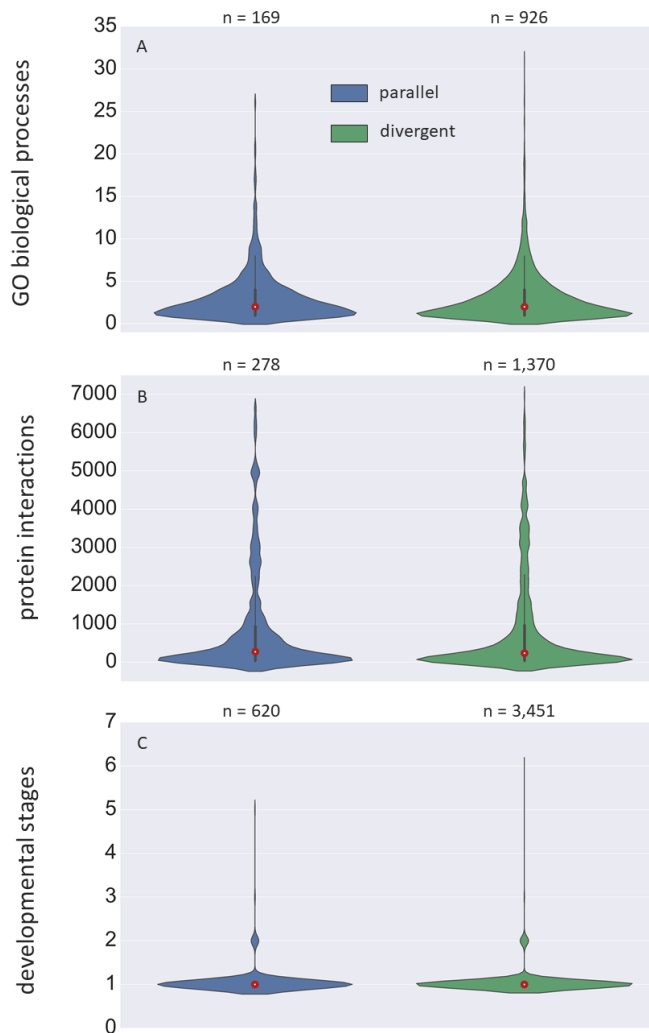 n = 169 n = 926
A
35
30
25
20
15
10
5
0
GO biological processes
parallel
divergent
n = 278 n = 1,370
B
7000
6000
5000
4000
3000
2000
1000
0
protein interactions
n = 620 n = 3,451
C
7
6
5
4
3
2
1
0
developmental stages